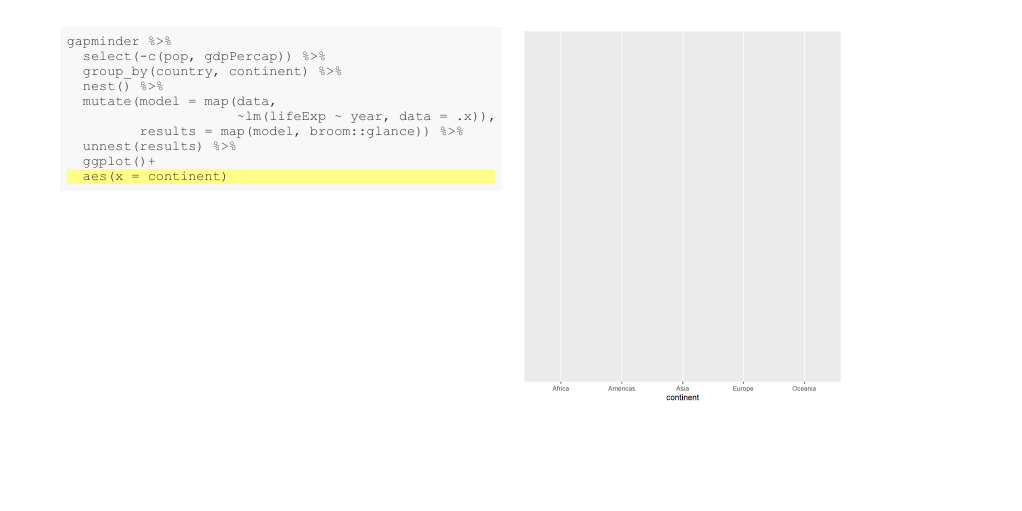 gapminder %>%
  select(-c(pop, gdpPercap)) %>%
  group_by(country, continent) %>%
  nest() %>%
  mutate(model = map(data,
                     ~lm(lifeExp ~ year, data = .x)),
         results = map(model, broom::glance)) %>%
  unnest(results) %>%
  ggplot()+
  aes(x = continent)
Africa Americas Asia Europe Oceania
continent